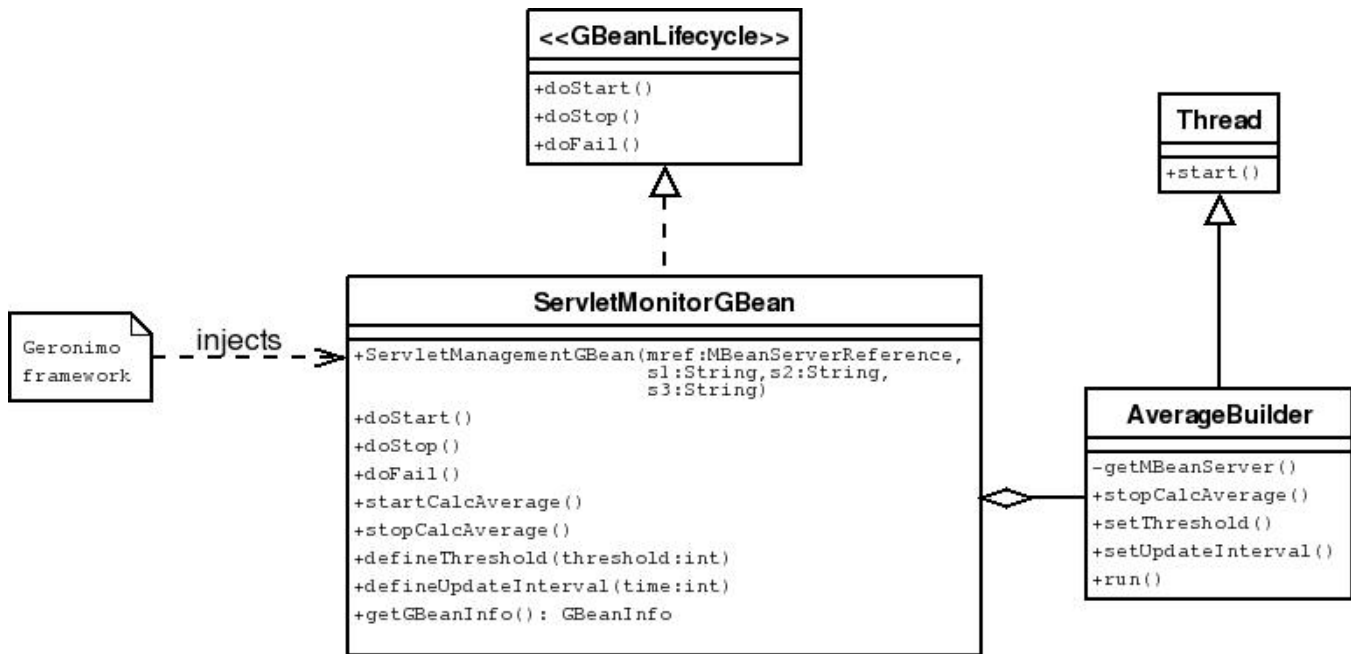 <<GBeanLifecycle>>
+doStart()
+doStop()
+doFail()
Thread
+start()
Geronimo
framework
injects
ServletMonitorGBean
+ServletManagementGBean(mref:MBeanServerReference,
s1:String,s2:String,
s3:String)
+doStart()
+doStop()
+doFail()
+startCalcAverage()
+stopCalcAverage()
+defineThreshold(threshold:int)
+defineUpdateInterval(time:int)
+getGBeanInfo(): GBeanInfo
AverageBuilder
-getMBeanServer()
+stopCalcAverage()
+setThreshold()
+setUpdateInterval()
+run()